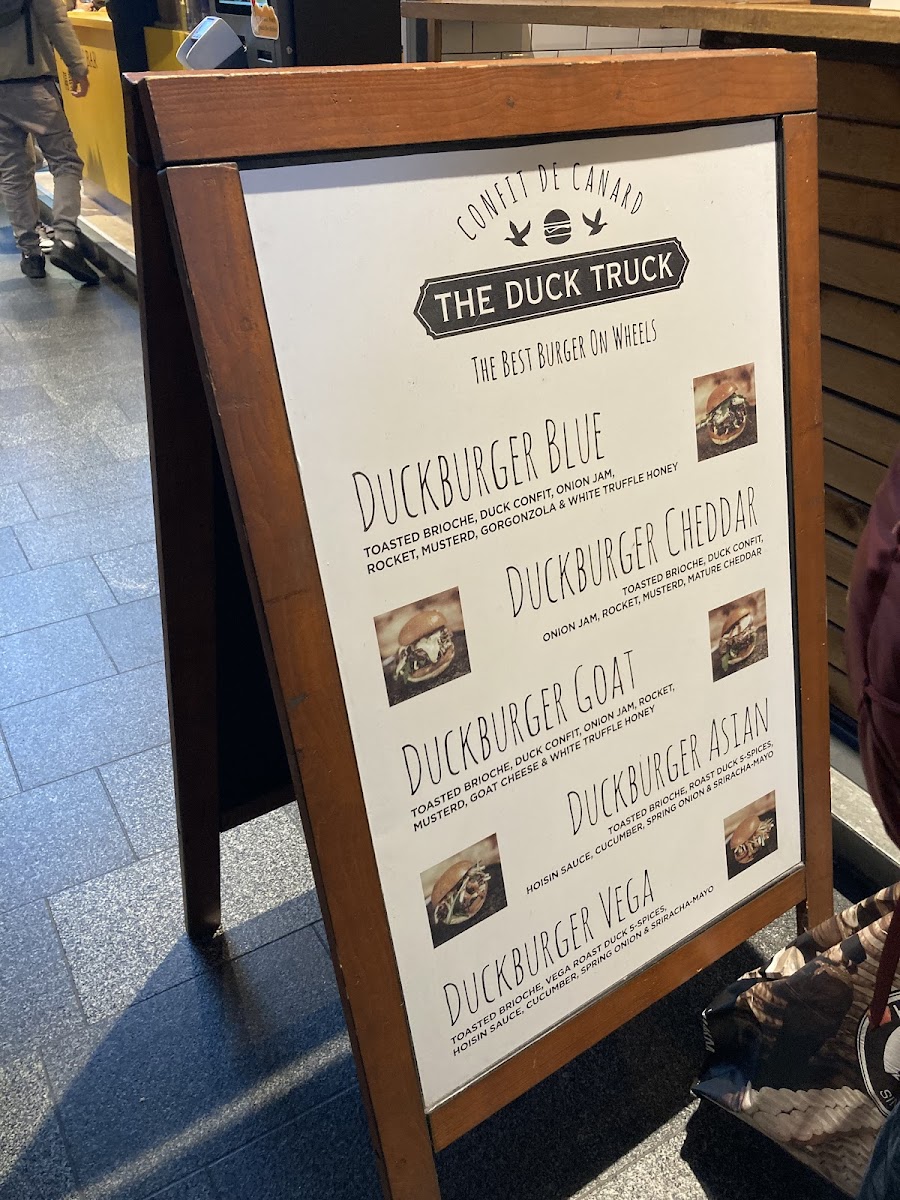 BAR
CONFIT DE CANARD
THE DUCK TRUCK
THE BEST BURGER ON WHEELS
DUCKBURGER BLUE
TOASTED BRIOCHE, DUCK CONFIT, ONION JAM,
ROCKET, MUSTERD, GORGONZOLA & WHITE TRUFFLE HONEY
DUCKBURGER CHEDDAR
TOASTED BRIOCHE, DUCK CONFIT,
ONION JAM, ROCKET, MUSTERD, MATURE CHEDDAR
DUCKBURGER GOAT
TOASTED BRIOCHE, DUCK CONFIT, ONION JAM, ROCKET,
MUSTERD, GOAT CHEESE & WHITE TRUFFLE HONEY
DUCKBURGER ASIAN
TOASTED BRIOCHE, ROAST DUCK 5-SPICES,
HOISIN SAUCE, CUCUMBER, SPRING ONION & SRIRACHA-MAYO
DUCKBURGER VEGA
TOASTED BRIOCHE, VEGA ROAST DUCK 5-SPICES,
HOISIN SAUCE, CUCUMBER, SPRING ONION & SRIRACHA-MAYO